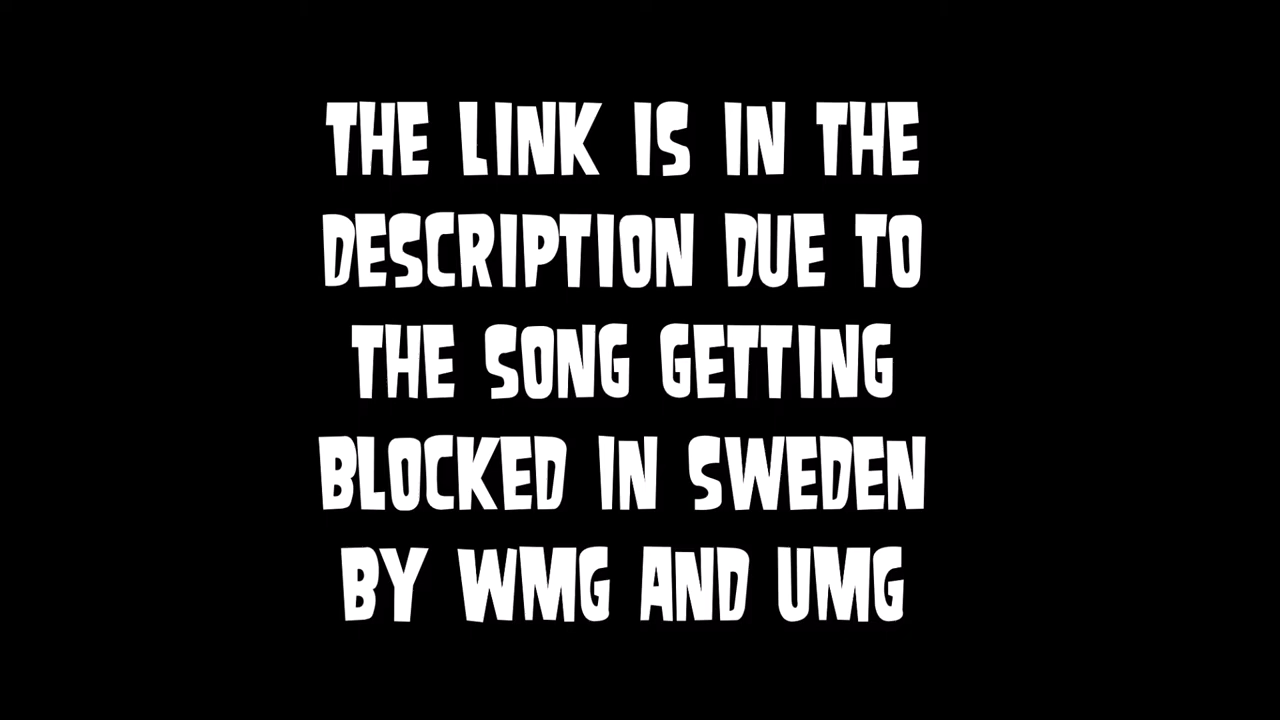 THE LINK IS IN THE
DESCRIPTION DUE TO
THE SONG GETTING
BLOCKED IN SWEDEN
BY WMG AND UMG